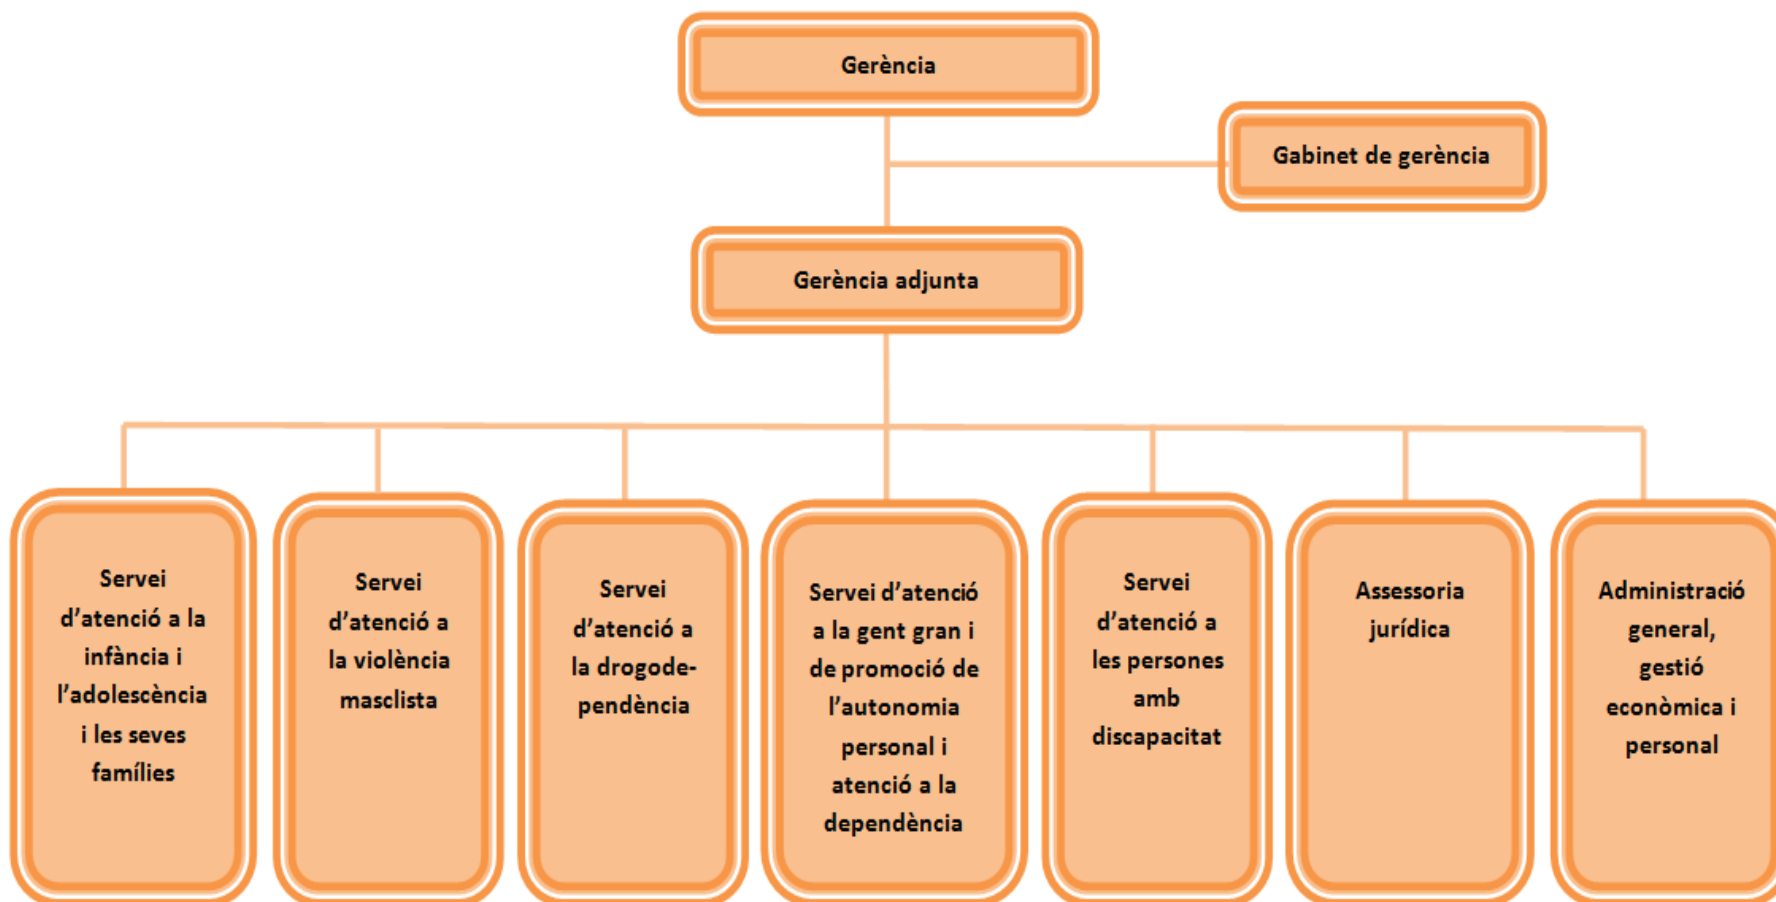 Gerència
Gabinet de gerència
Gerència adjunta
Servei
d’atenció a la
infància i
l’adolescència
i les seves
famílies
Servei
d’atenció a
la violència
masclista
Servei
d’atenció a
la drogode-
pendència
Servei d’atenció
a la gent gran i
de promoció de
l’autonomia
personal i
atenció a la
dependència
Servei
d’atenció a
les persones
amb
discapacitat
Assessoria
jurídica
Administració
general,
gestió
econòmica i
personal